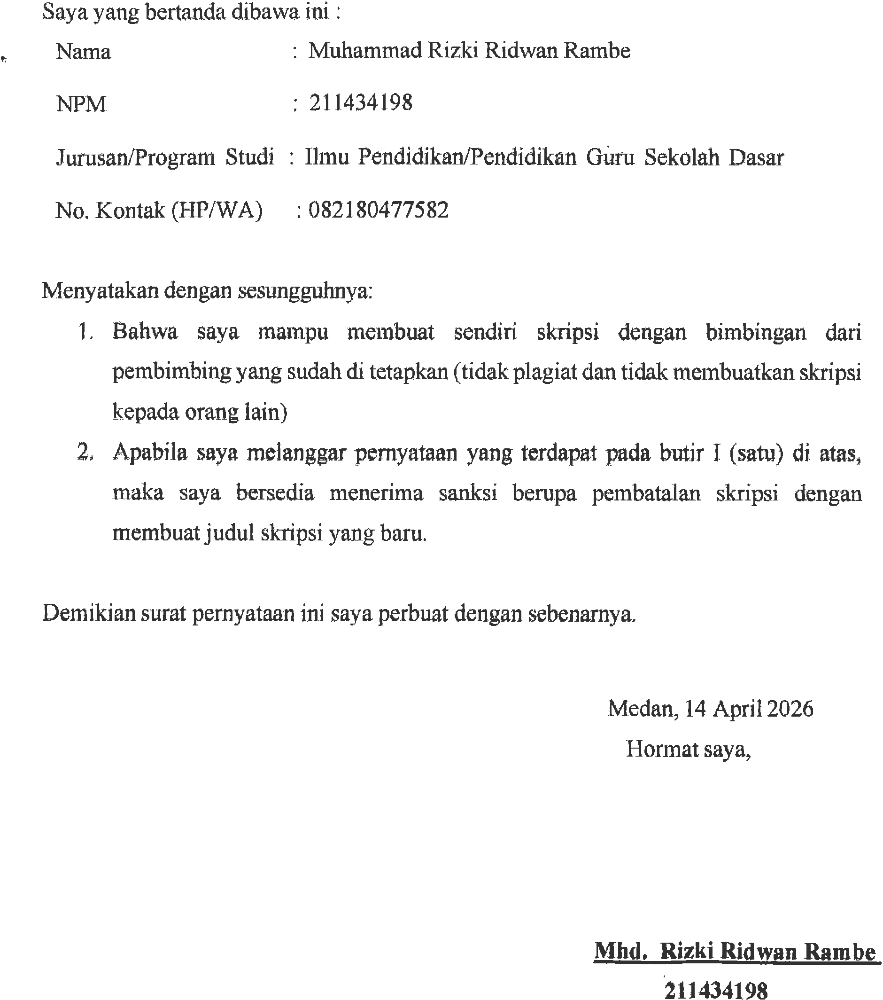 Saya yang bertanda dibawa ini :
Nama : Muhammad Rizki Ridwan Rambe
NPM : 211434198
Jurusan/Program Studi : Ilmu Pendidikan/Pendidikan Guru Sekolah Dasar
No. Kontak (HP/WA) : 082180477582
Menyatakan dengan sesungguhnya:
1. Bahwa saya mampu membuat sendiri skripsi dengan bimbingan dari
pembimbing yang sudah di tetapkan (tidak plagiat dan tidak membuatkan skripsi
kepada orang lain)
2. Apabila saya melanggar pernyataan yang terdapat pada butir I (satu) di atas,
maka saya bersedia menerima sanksi berupa pembatalan skripsi dengan
membuat judul skripsi yang baru.
Demikian surat pernyataan ini saya perbuat dengan sebenarnya.
Medan, 14 April 2026
Hormat saya,
Mhd. Rizki Ridwan Rambe
211434198